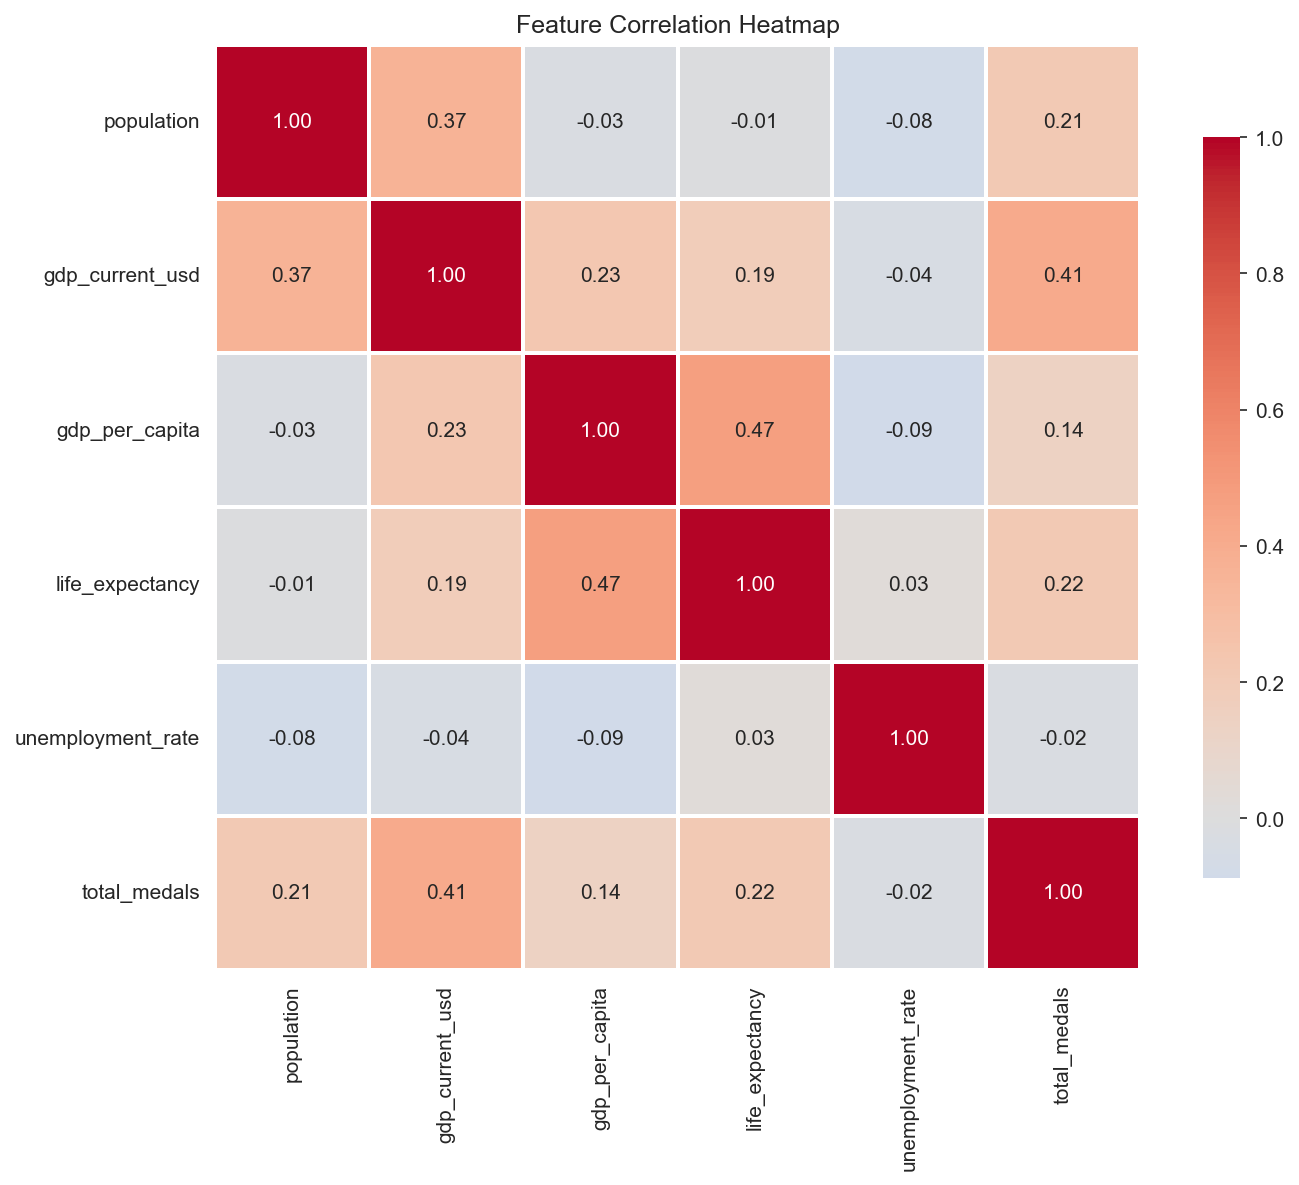 Feature Correlation Heatmap
population 1.00 0.37 -0.03 -0.01 -0.08 0.21
gdp_current_usd 0.37 1.00 0.23 0.19 -0.04 0.41
gdp_per_capita -0.03 0.23 1.00 0.47 -0.09 0.14
life_expectancy -0.01 0.19 0.47 1.00 0.03 0.22
unemployment_rate -0.08 -0.04 -0.09 0.03 1.00 -0.02
total_medals 0.21 0.41 0.14 0.22 -0.02 1.00
population
gdp_current_usd
gdp_per_capita
life_expectancy
unemployment_rate
total_medals
1.0
0.8
0.6
0.4
0.2
0.0